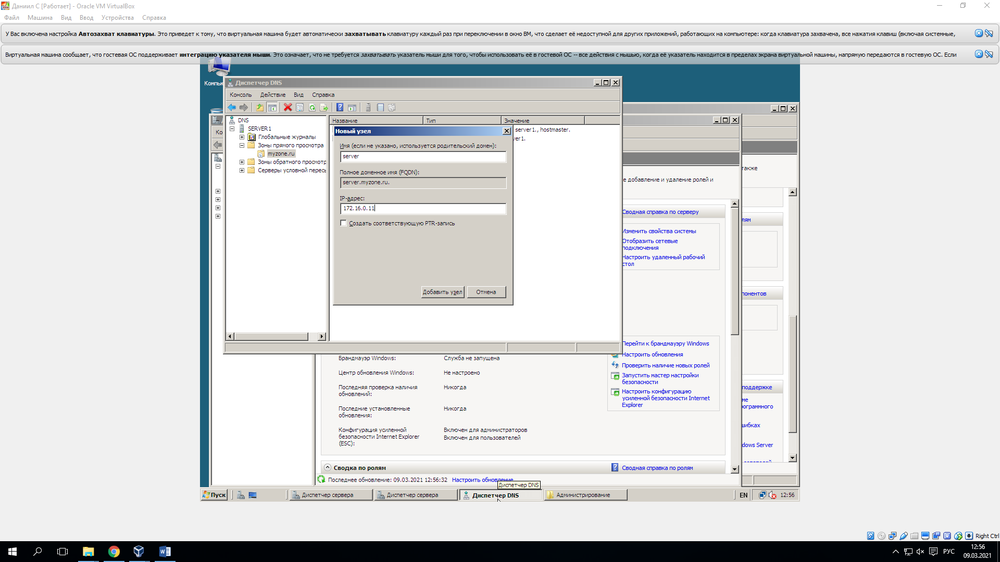 Даниил С [Работает] - Oracle VM VirtualBox
Файл Машина Вид Ввод Устройства Справка
У Вас включена настройка Автозахват клавиатуры. Это приведет к тому, что виртуальная машина будет автоматически захватывать клавиатуру каждый раз при переключении в окно ВМ, что сделает её недоступной для других приложений, работающих на компьютере: когда клавиатура захвачена, все нажатия клавиш (включая системные,
Виртуальная машина сообщает, что гостевая ОС поддерживает интеграцию указателя мыши. Это означает, что не требуется захватывать указатель мыши для того, чтобы использовать её в гостевой ОС -- все действия с мышью, когда её указатель находится в пределах экрана виртуальной машины, напрямую передаются в гостевую ОС. Если
Диспетчер DNS
Консоль Действие Вид Справка
DNS
SERVER1
Глобальные журналы
Зоны прямого просмотра
myzone.ru
Зоны обратного просмотр
Серверы условной пересь
Название Тип Значение
server1., hostmaster.
Новый узел
Имя (если не указано, используется родительский домен):
server
Полное доменное имя (FQDN):
server.myzone.ru.
IP-адрес:
172.16.0.11
Создать соответствующую PTR-запись
Добавить узел Отмена
е добавление и удаление ролей и
также
Сводная справка по серверу
Изменить свойства системы
Отобразить сетевые
подключения
Настроить удаленный рабочий
стол
Перейти к брандмауэру Windows
Настроить обновления
Проверить наличие новых ролей
Запустить мастер настройки
безопасности
Настроить конфигурацию
усиленной безопасности Internet
Explorer
Брандмауэр Windows: Служба не запущена
Центр обновления Windows: Не настроено
Последняя проверка наличия
обновлений: Никогда
Последние установленные
обновления: Никогда
Конфигурация усиленной
безопасности Internet Explorer
(ESC): Включен для администраторов
Включен для пользователей
Сводка по ролям Сводная справка по ролям
Последнее обновление: 09.03.2021 12:56:32 Настроить обновление
Диспетчер DNS
лям
понентов
поддержке
ограммного
шибках
dows Server
Пуск Диспетчер сервера Диспетчер сервера Диспетчер DNS Администрирование EN 12:56
Right Ctrl
РУС 12:56
09.03.2021